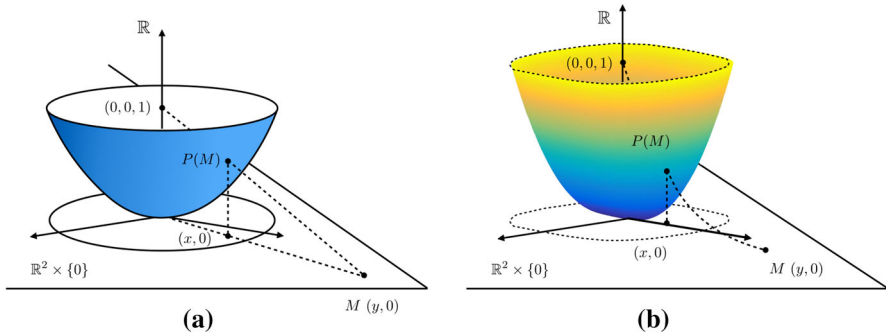 ℝ
(0, 0, 1)
P(M)
(x, 0)
ℝ² × {0}
M (y, 0)
(a)
ℝ
(0, 0, 1)
P(M)
(x, 0)
ℝ² × {0}
M (y, 0)
(b)